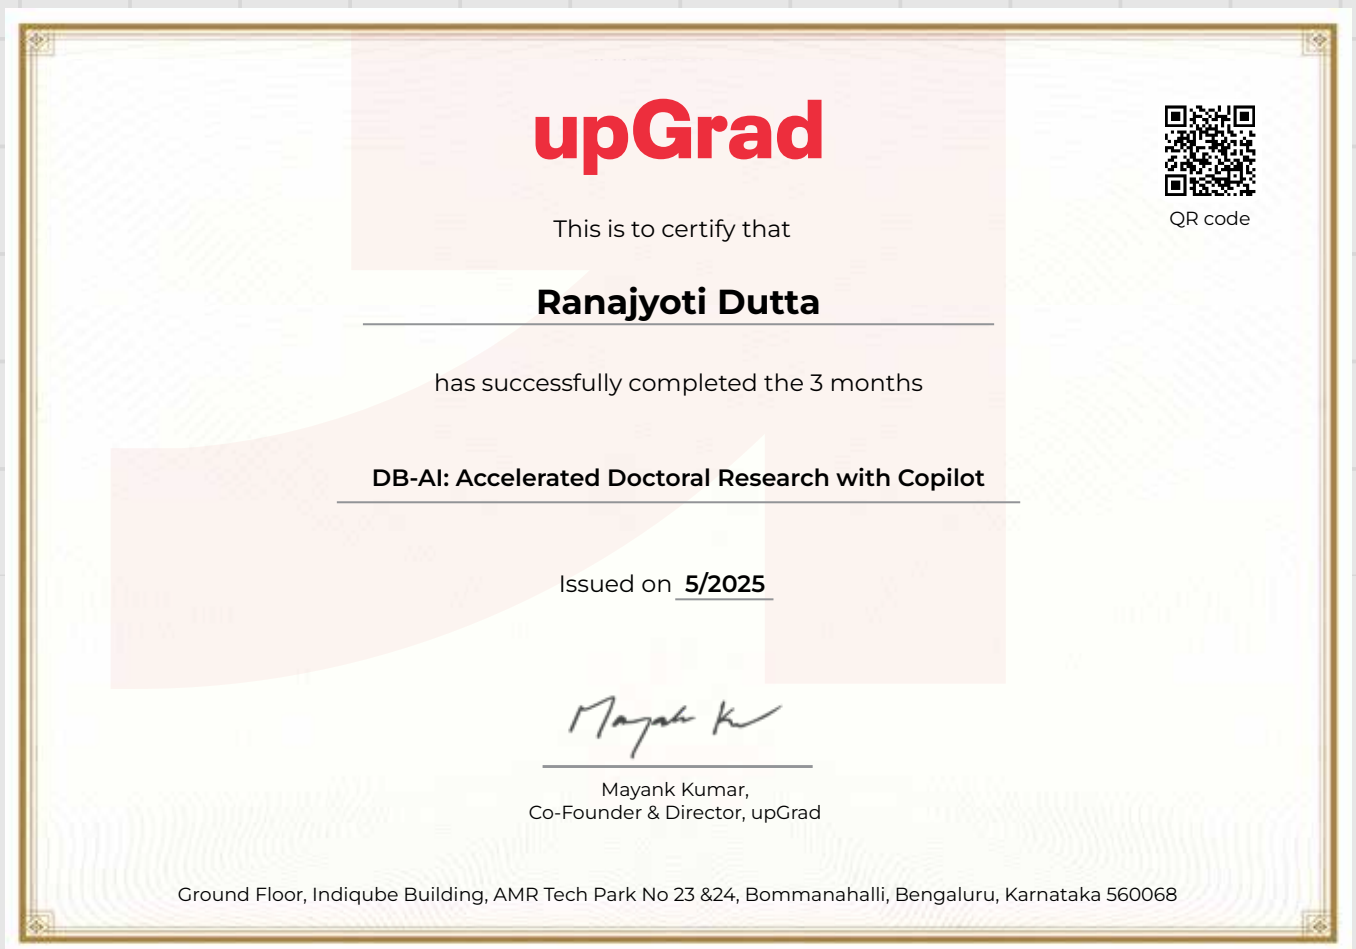 upGrad
QR code
This is to certify that
Ranajyoti Dutta
has successfully completed the 3 months
DB-AI: Accelerated Doctoral Research with Copilot
Issued on 5/2025
Mayank Kumar,
Co-Founder & Director, upGrad
Ground Floor, Indiqube Building, AMR Tech Park No 23 &24, Bommanahalli, Bengaluru, Karnataka 560068